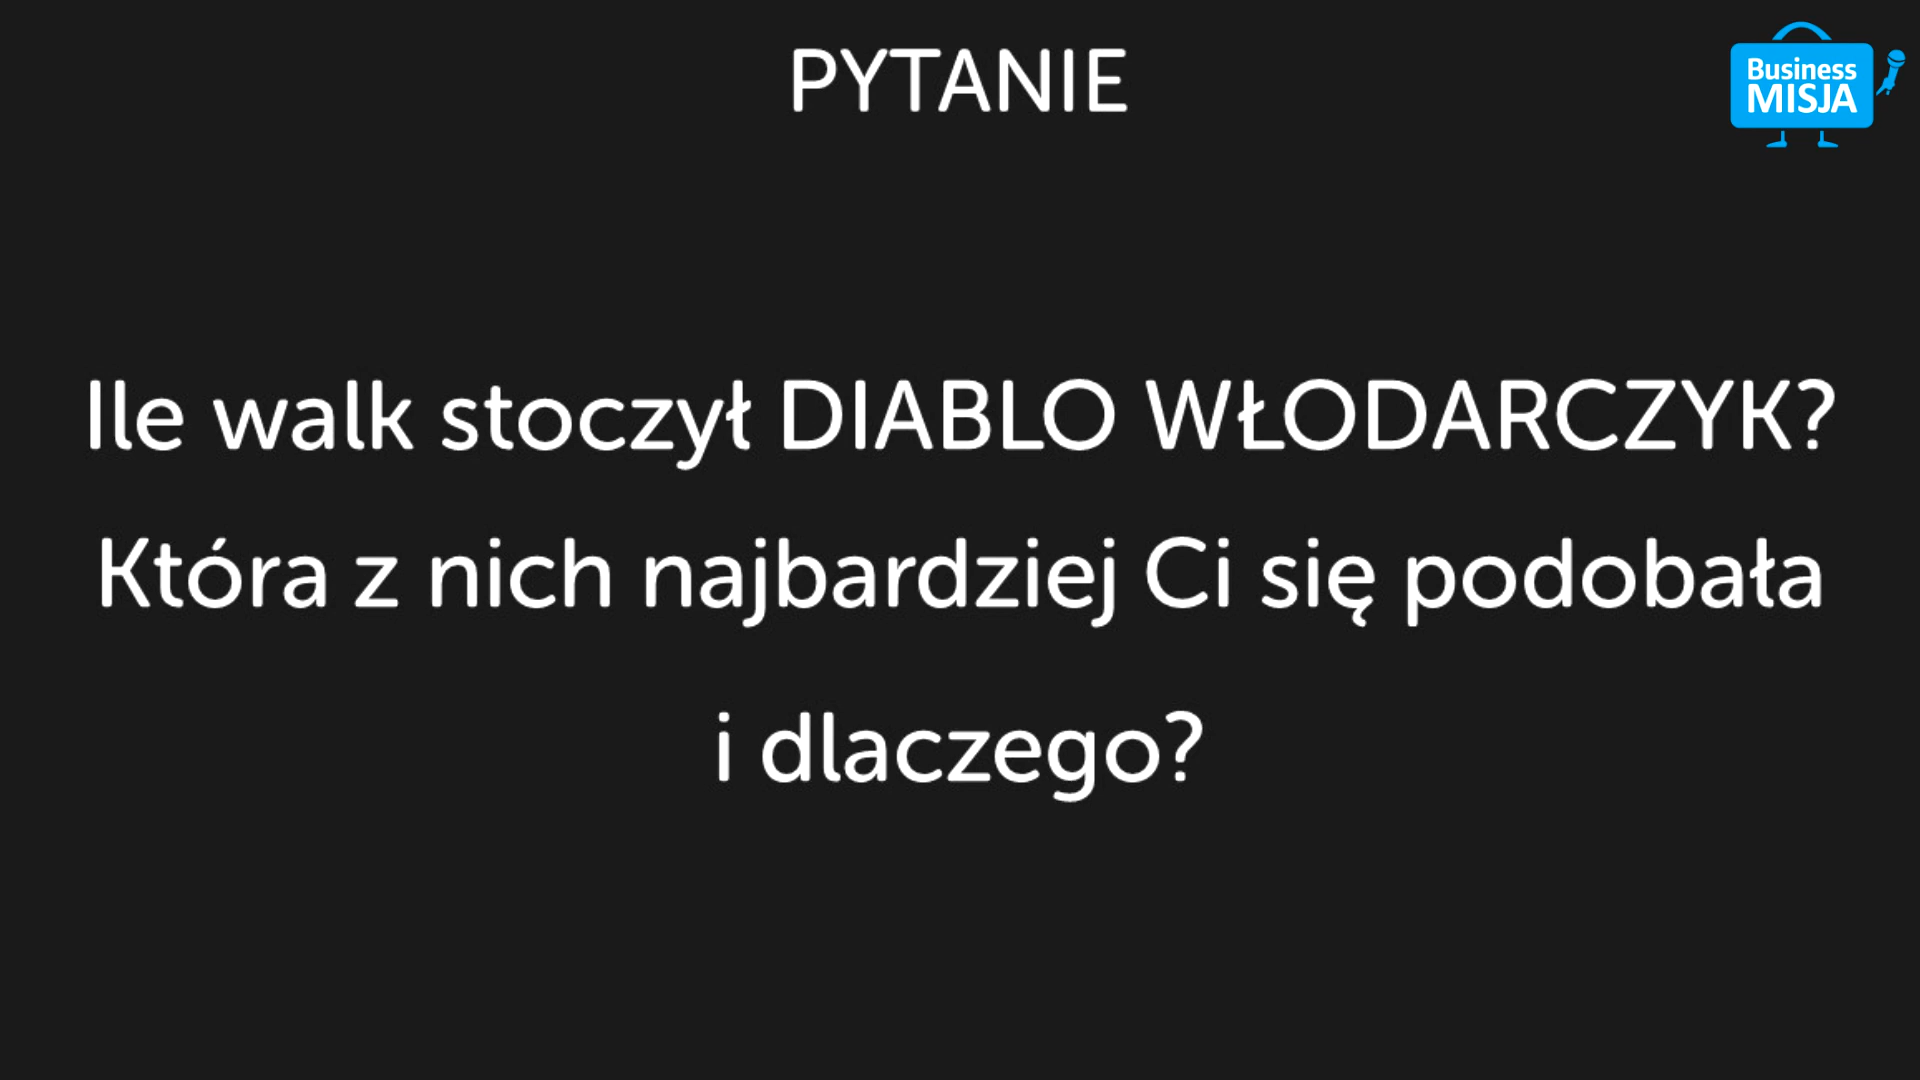 PYTANIE
Business
MISJA
Ile walk stoczył DIABLO WŁODARCZYK?
Która z nich najbardziej Ci się podobała
i dlaczego?